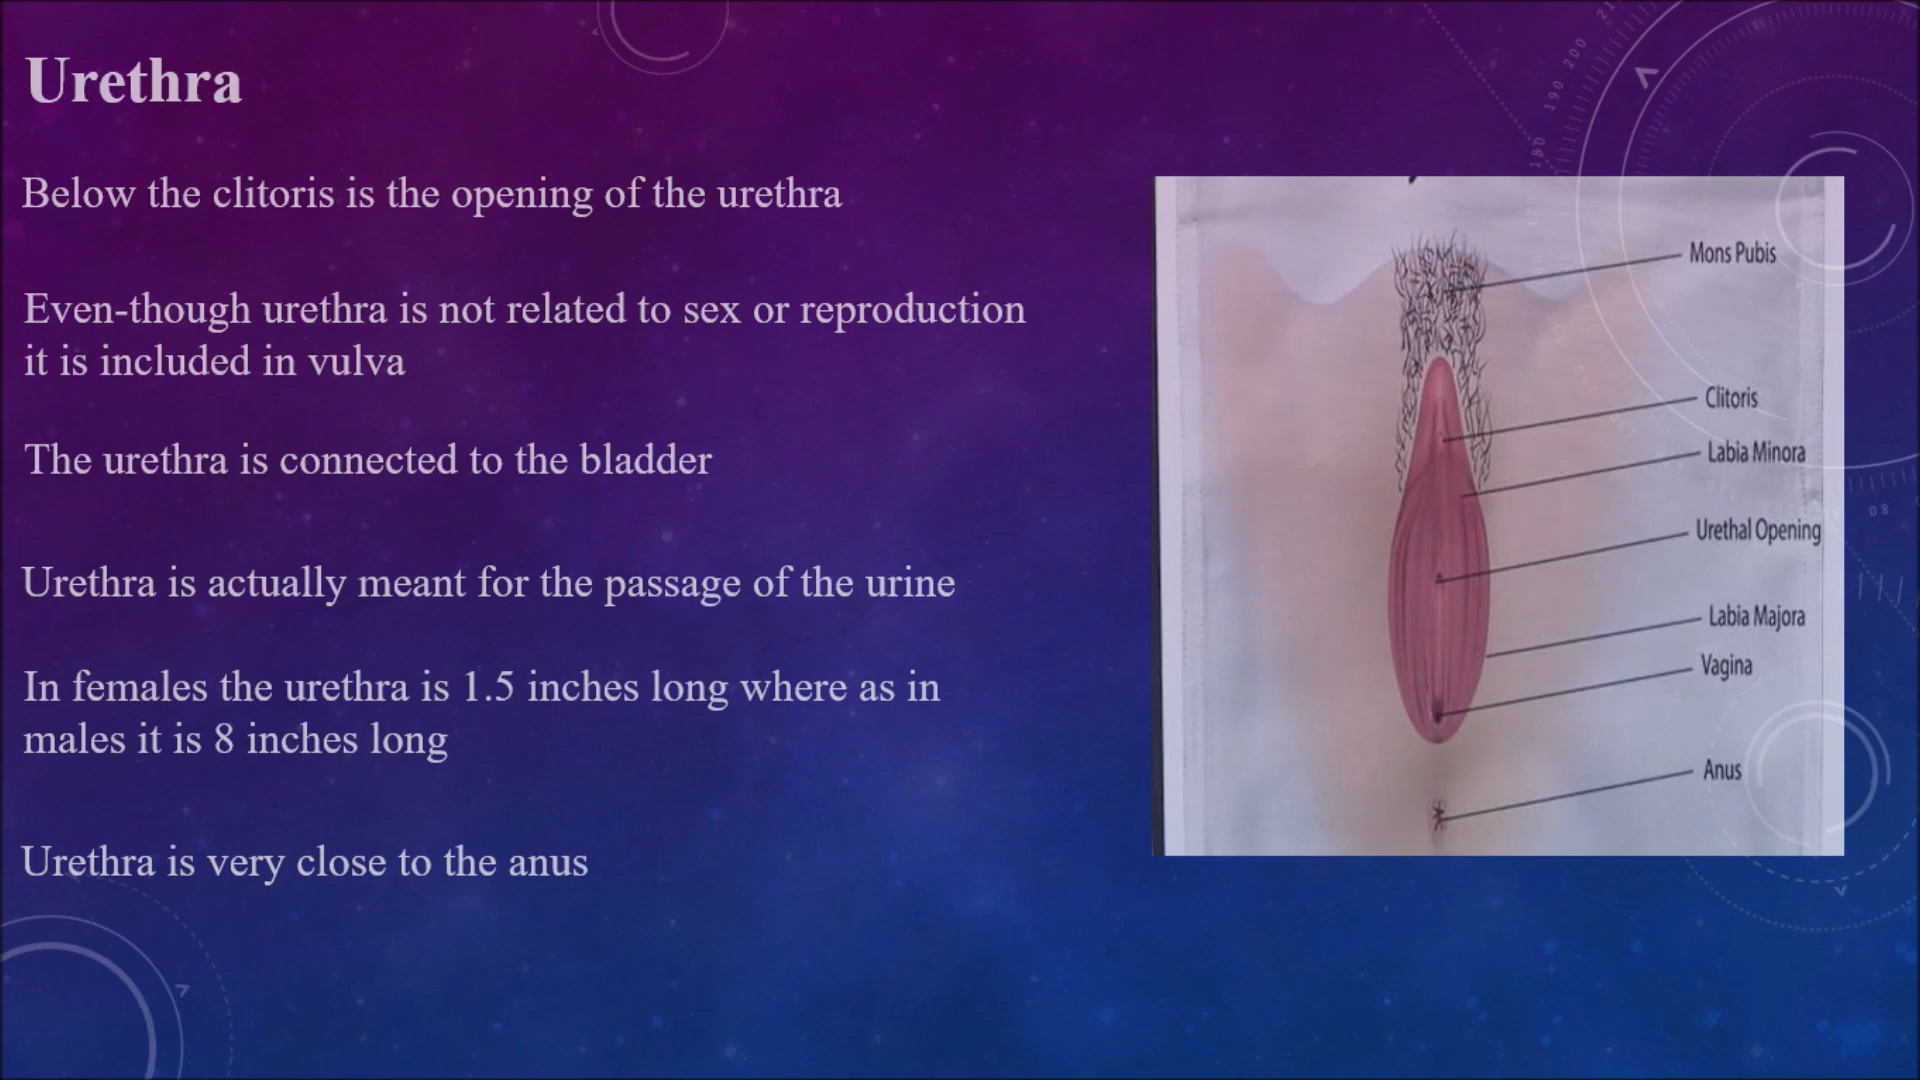 Urethra
Below the clitoris is the opening of the urethra
Even-though urethra is not related to sex or reproduction
it is included in vulva
The urethra is connected to the bladder
Urethra is actually meant for the passage of the urine
In females the urethra is 1.5 inches long where as in
males it is 8 inches long
Urethra is very close to the anus
Mons Pubis
Clitoris
Labia Minora
Urethal Opening
Labia Majora
Vagina
Anus
180 190 200
80